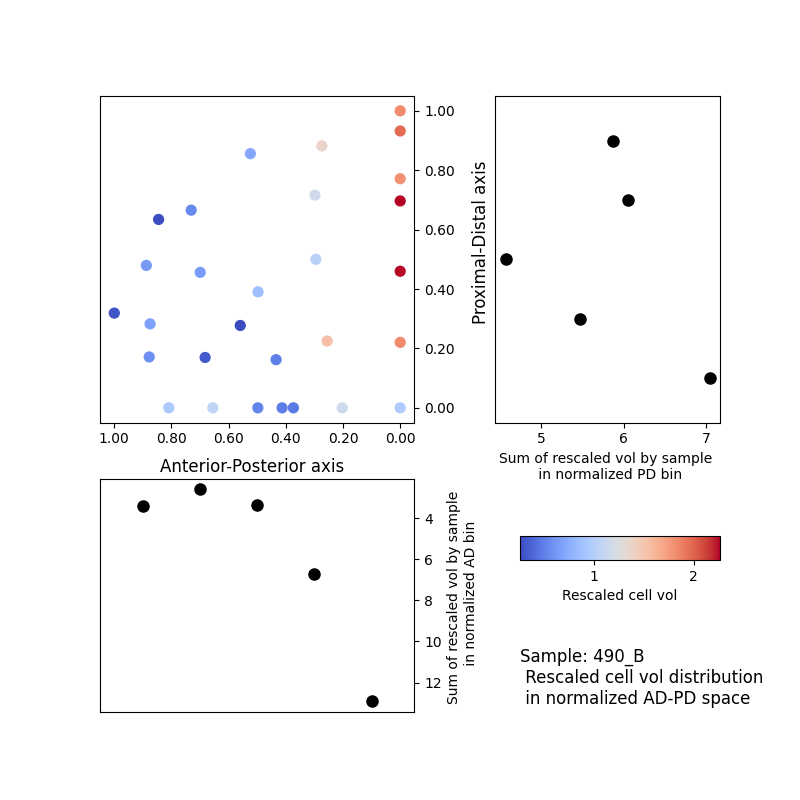 1.00
0.80
0.60
0.40
0.20
0.00
1.00 0.80 0.60 0.40 0.20 0.00
Anterior-Posterior axis
Proximal-Distal axis
5 6 7
Sum of rescaled vol by sample
in normalized PD bin
4
6
8
10
12
Sum of rescaled vol by sample
in normalized AD bin
1 2
Rescaled cell vol
Sample: 490_B
Rescaled cell vol distribution
in normalized AD-PD space